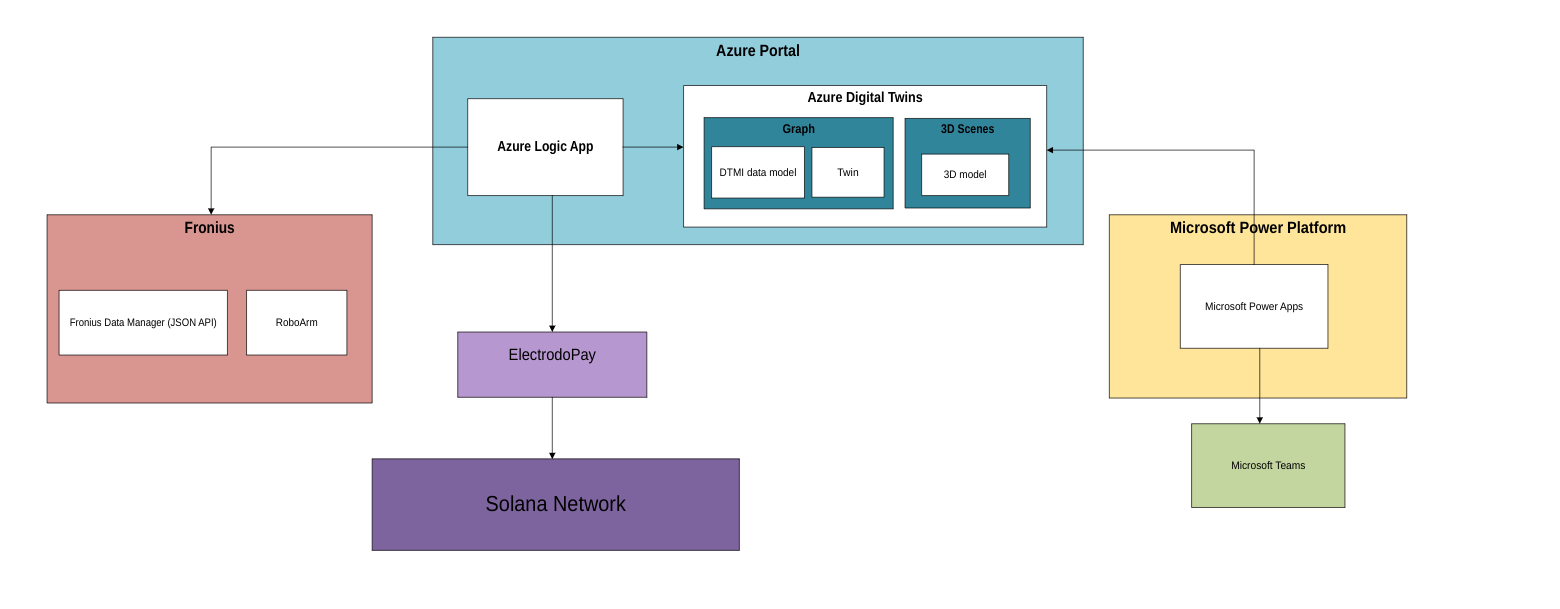 Azure Portal
Azure Digital Twins
Azure Logic App
Graph
3D Scenes
DTMI data model
Twin
3D model
Fronius
Fronius Data Manager (JSON API)
RoboArm
Microsoft Power Platform
Microsoft Power Apps
ElectrodoPay
Microsoft Teams
Solana Network